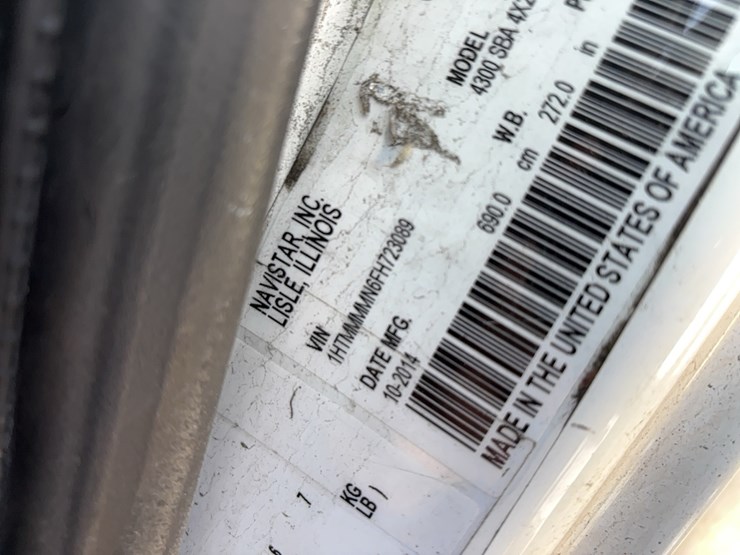 NAVISTAR, INC.
LISLE, ILLINOIS
MODEL
4300 SBA 4X2
VIN
1HTMMMMN6FH723089
W.B.
690.0 cm 272.0 in
DATE MFG.
10-2014
MADE IN THE UNITED STATES OF AMERICA
KG
LB )